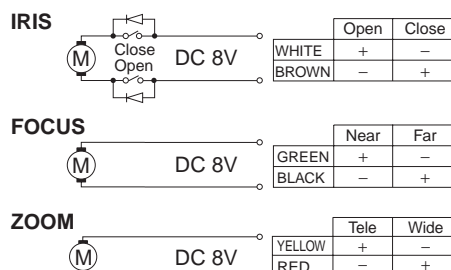 IRIS
Open Close
M Close DC 8V WHITE + −
Open BROWN − +
FOCUS
Near Far
M DC 8V GREEN + −
BLACK − +
ZOOM
Tele Wide
M DC 8V YELLOW + −
RED − +